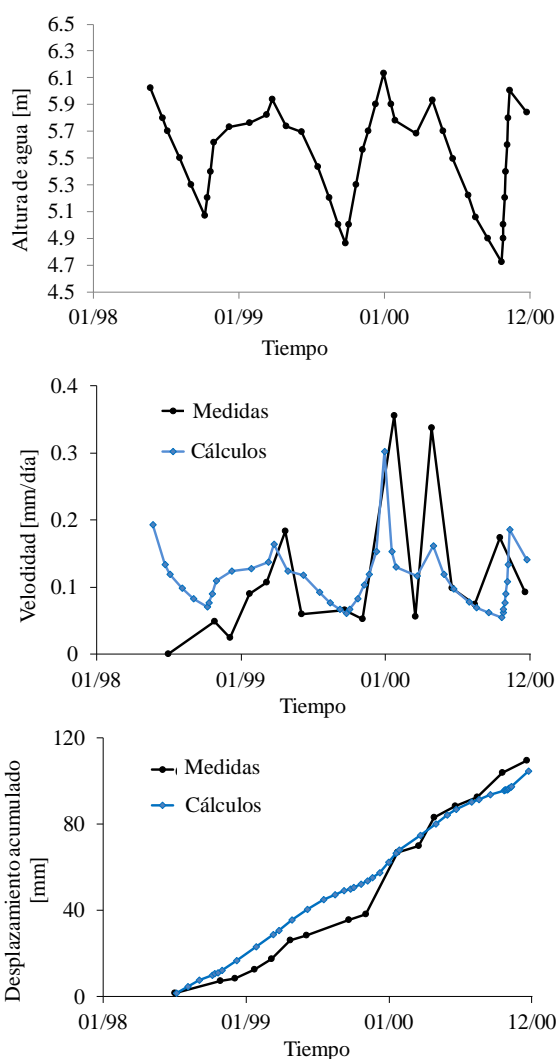 Altura de agua [m]
6.5
6.3
6.1
5.9
5.7
5.5
5.3
5.1
4.9
4.7
4.5
01/98
01/99
01/00
12/00
Tiempo
Velodidad [mm/día]
0.4
0.3
0.2
0.1
0
Medidas
Cálculos
01/98
01/99
01/00
12/00
Tiempo
Desplazamiento acumulado
[mm]
120
80
40
0
Medidas
Cálculos
01/98
01/99
01/00
12/00
Tiempo